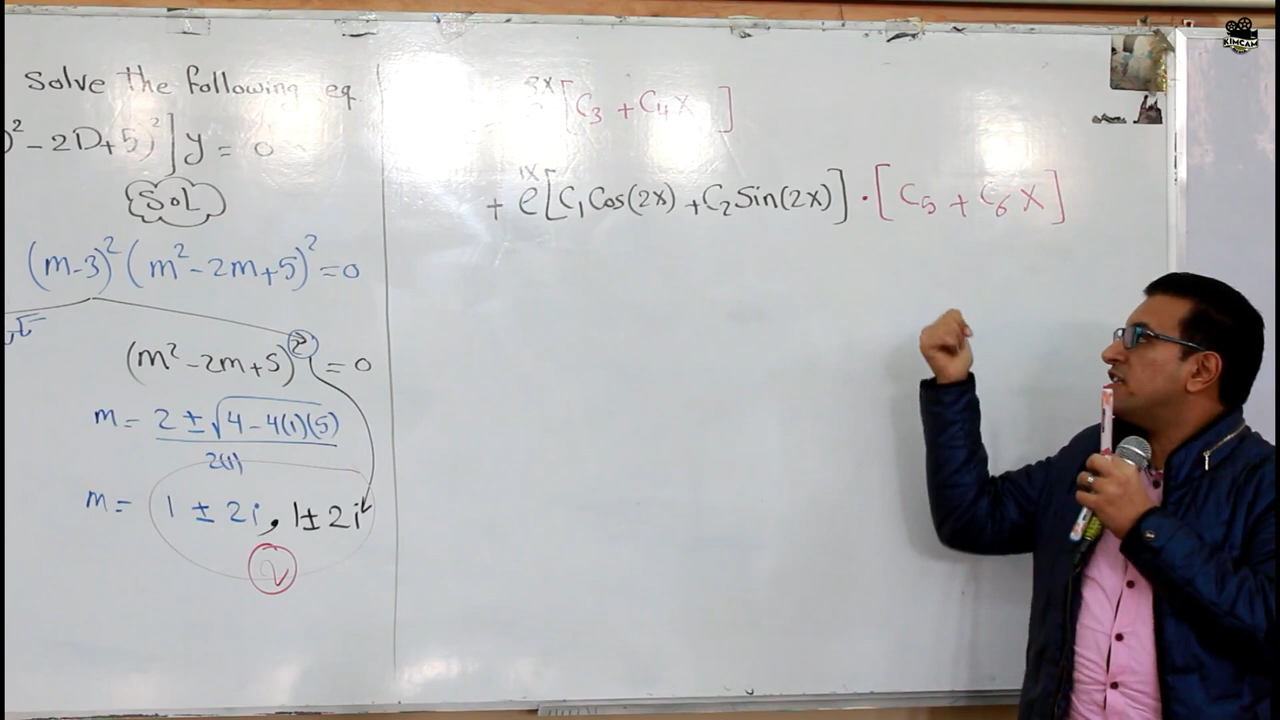 Solve the following eq
)² - 2D+5)²] y = 0
SOL
(m-3)² (m² - 2m+5)² = 0
(m² - 2m+5)② = 0
m = 2 ± √4 - 4(1)(5)
2(1)
m = 1 ± 2i , 1 ± 2i
2
3x [C₃ + C₄ X ]
+ e^1x [C₁ Cos(2x) + C₂ Sin(2x)] · [C₅ + C₆ X]
KIMCAM